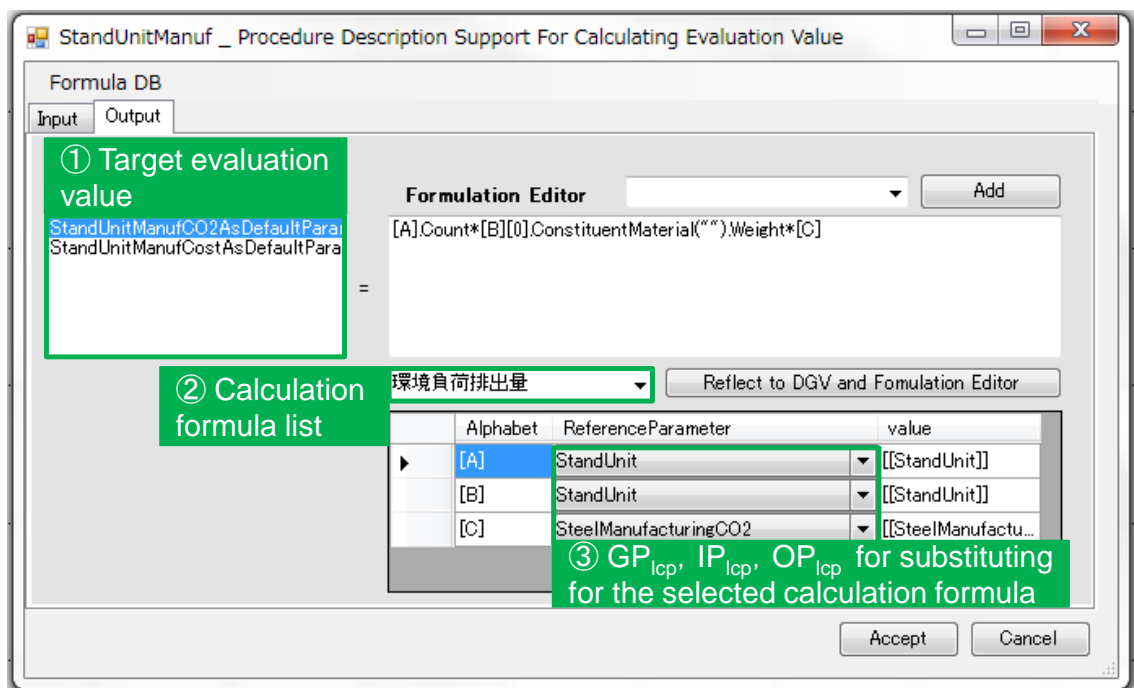 StandUnitManuf _ Procedure Description Support For Calculating Evaluation Value
Formula DB
Input Output
① Target evaluation
value
Formulation Editor Add
StandUnitManufCO2AsDefaultParar
StandUnitManufCostAsDefaultPara
[A].Count*[B][0].ConstituentMaterial("").Weight*[C]
=
② Calculation
formula list
環境負荷排出量
Reflect to DGV and Fomulation Editor
Alphabet ReferenceParameter value
[A] StandUnit [[StandUnit]]
[B] StandUnit [[StandUnit]]
[C] SteelManufacturingCO2 [[SteelManufactu...
③ GPlcp, IPlcp, OPlcp for substituting
for the selected calculation formula
Accept Cancel